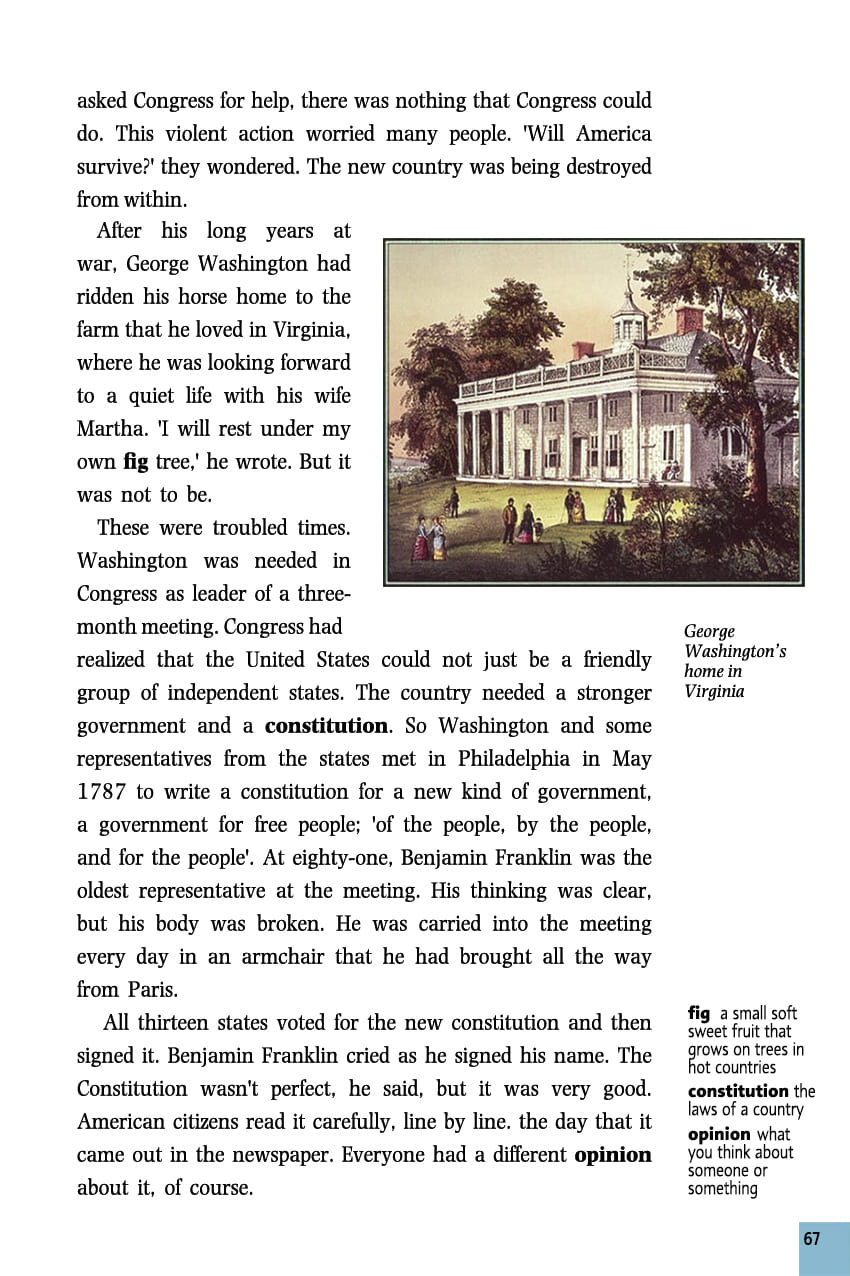 asked Congress for help, there was nothing that Congress could
do. This violent action worried many people. 'Will America
survive?' they wondered. The new country was being destroyed
from within.
After his long years at
war, George Washington had
ridden his horse home to the
farm that he loved in Virginia,
where he was looking forward
to a quiet life with his wife
Martha. 'I will rest under my
own fig tree,' he wrote. But it
was not to be.
These were troubled times.
Washington was needed in
Congress as leader of a three-
month meeting. Congress had
realized that the United States could not just be a friendly
group of independent states. The country needed a stronger
government and a constitution. So Washington and some
representatives from the states met in Philadelphia in May
1787 to write a constitution for a new kind of government,
a government for free people; 'of the people, by the people,
and for the people'. At eighty-one, Benjamin Franklin was the
oldest representative at the meeting. His thinking was clear,
but his body was broken. He was carried into the meeting
every day in an armchair that he had brought all the way
from Paris.
All thirteen states voted for the new constitution and then
signed it. Benjamin Franklin cried as he signed his name. The
Constitution wasn't perfect, he said, but it was very good.
American citizens read it carefully, line by line. the day that it
came out in the newspaper. Everyone had a different opinion
about it, of course.
George
Washington's
home in
Virginia
fig a small soft
sweet fruit that
grows on trees in
hot countries
constitution the
laws of a country
opinion what
you think about
someone or
something
67